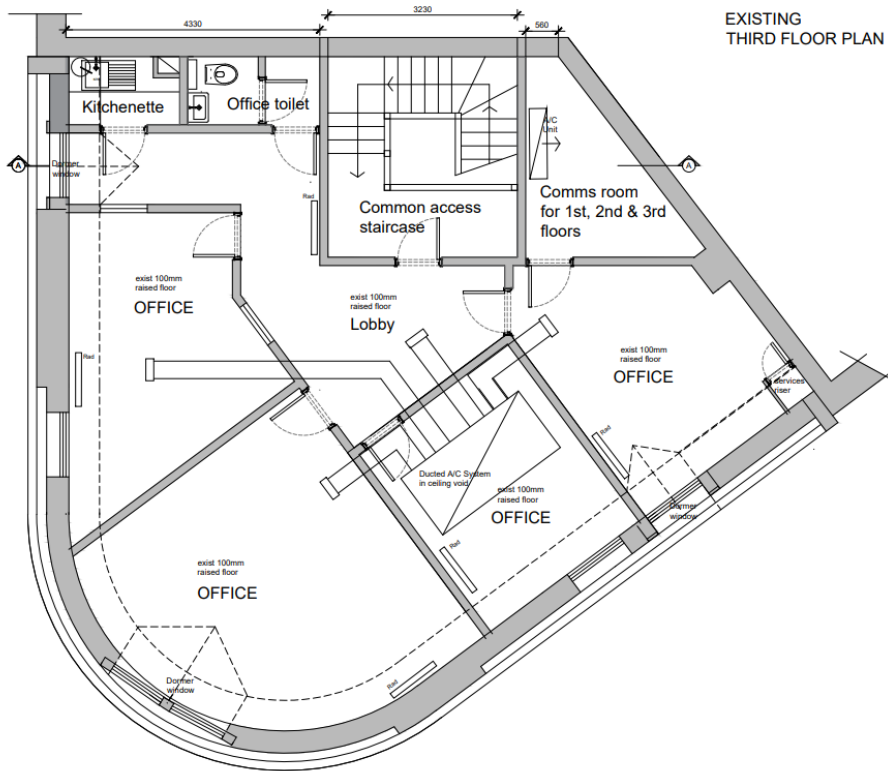 EXISTING
THIRD FLOOR PLAN
4330
3230
560
Kitchenette
Office toilet
A/C
Unit
A
Dormer
window
A
Rad
Common access
staircase
Comms room
for 1st, 2nd & 3rd
floors
exist 100mm
raised floor
OFFICE
exist 100mm
raised floor
Lobby
exist 100mm
raised floor
OFFICE
Rad
services
riser
Rad
Ducted A/C System
in ceiling void
exist 100mm
raised floor
OFFICE
Dormer
window
Rad
exist 100mm
raised floor
OFFICE
Dormer
window
Rad